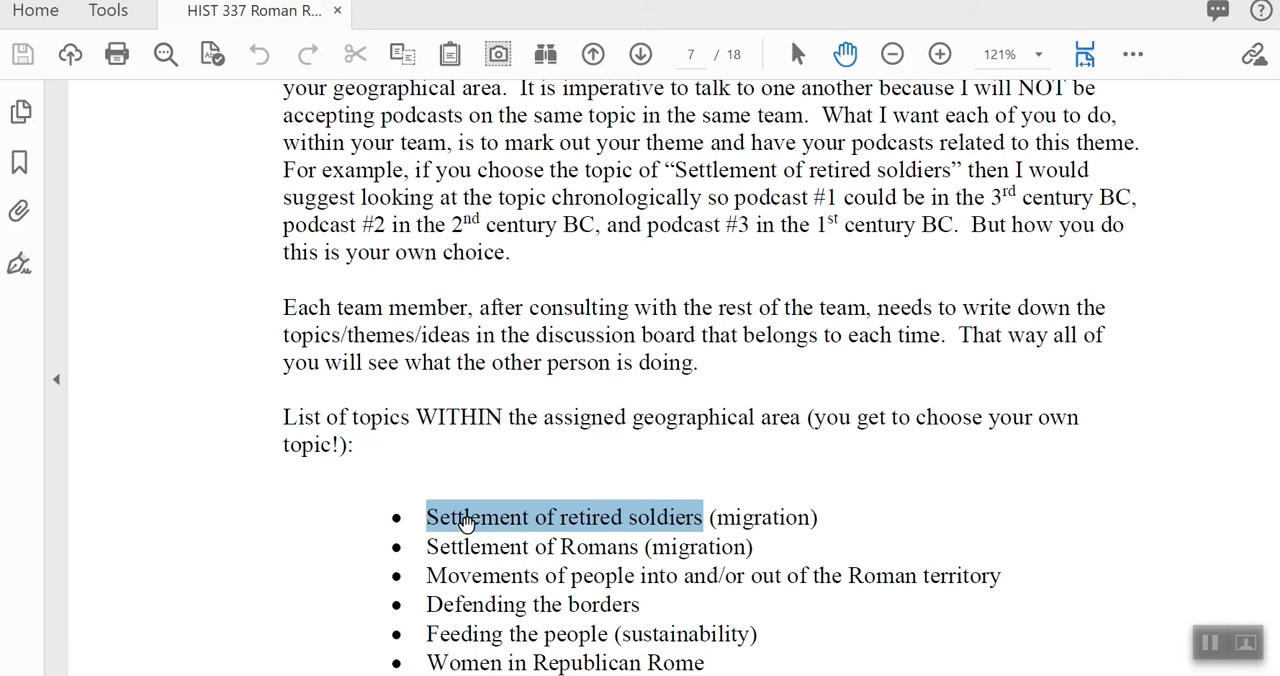 Home Tools HIST 337 Roman R... ×
7 / 18 121%
your geographical area. It is imperative to talk to one another because I will NOT be
accepting podcasts on the same topic in the same team. What I want each of you to do,
within your team, is to mark out your theme and have your podcasts related to this theme.
For example, if you choose the topic of “Settlement of retired soldiers” then I would
suggest looking at the topic chronologically so podcast #1 could be in the 3rd century BC,
podcast #2 in the 2nd century BC, and podcast #3 in the 1st century BC. But how you do
this is your own choice.
Each team member, after consulting with the rest of the team, needs to write down the
topics/themes/ideas in the discussion board that belongs to each time. That way all of
you will see what the other person is doing.
List of topics WITHIN the assigned geographical area (you get to choose your own
topic!):
• Settlement of retired soldiers (migration)
• Settlement of Romans (migration)
• Movements of people into and/or out of the Roman territory
• Defending the borders
• Feeding the people (sustainability)
• Women in Republican Rome